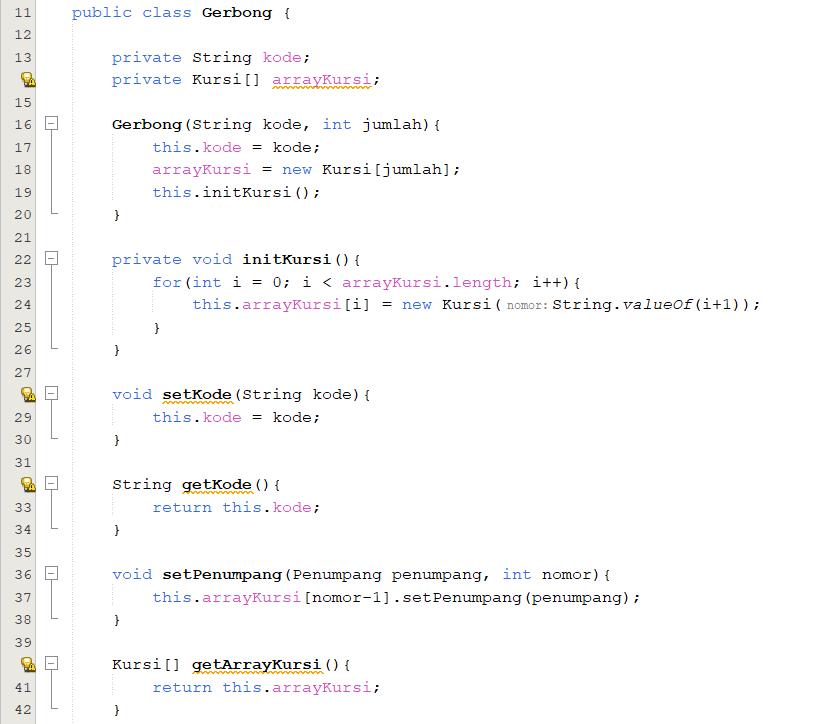 11 public class Gerbong {
12
13 private String kode;
private Kursi[] arrayKursi;
15
16 Gerbong(String kode, int jumlah){
17 this.kode = kode;
18 arrayKursi = new Kursi[jumlah];
19 this.initKursi();
20 }
21
22 private void initKursi(){
23 for(int i = 0; i < arrayKursi.length; i++){
24 this.arrayKursi[i] = new Kursi( nomor: String.valueOf(i+1));
25 }
26 }
27
void setKode(String kode){
29 this.kode = kode;
30 }
31
String getKode(){
33 return this.kode;
34 }
35
36 void setPenumpang(Penumpang penumpang, int nomor){
37 this.arrayKursi[nomor-1].setPenumpang(penumpang);
38 }
39
Kursi[] getArrayKursi(){
41 return this.arrayKursi;
42 }